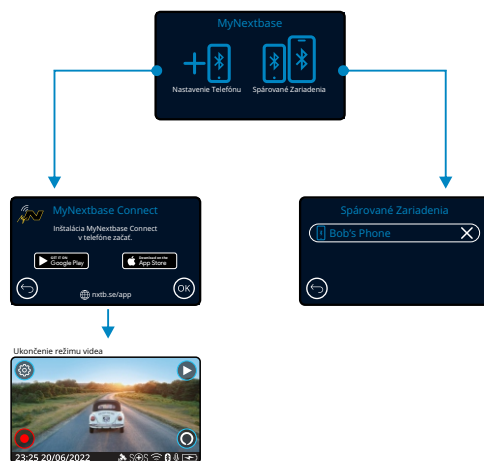 MyNextbase
Nastavenie Telefónu
Spárované Zariadenia
MyNextbase Connect
Inštalácia MyNextbase Connect
v telefóne začať.
GET IT ON
Google Play
Download on the
App Store
nxtb.se/app
OK
Spárované Zariadenia
Bob's Phone
Ukončenie režimu videa
23:25 20/06/2022
SOS